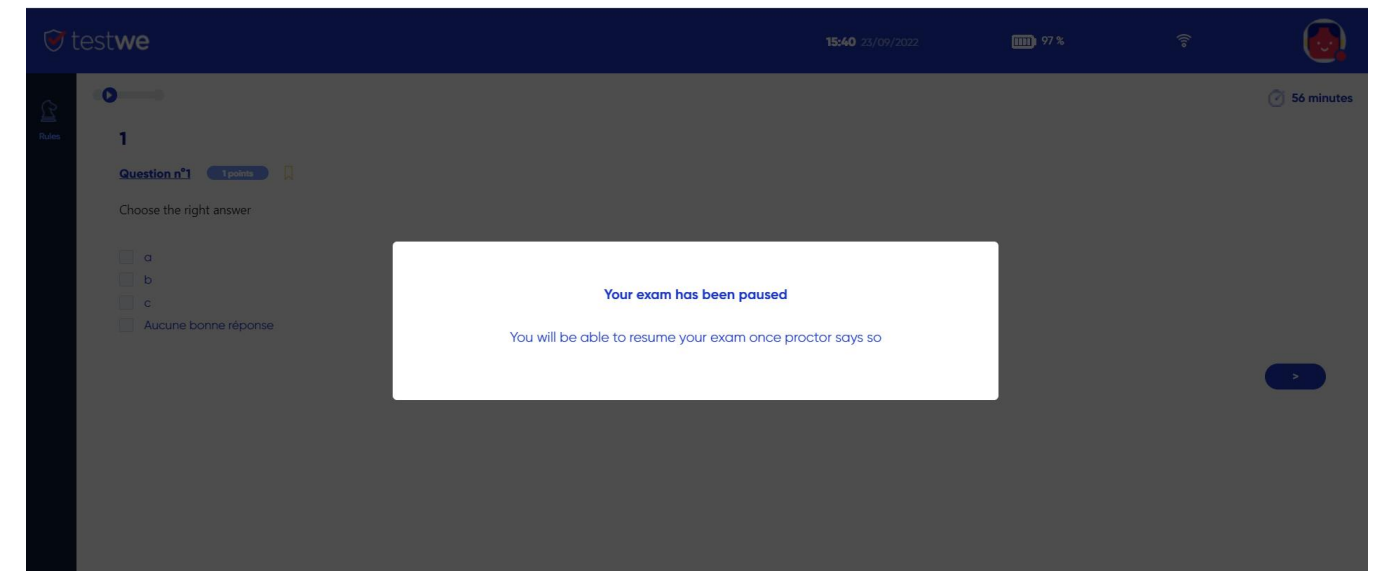 testwe
15:40 23/09/2022
97 %
56 minutes
Rules
1
Question n°1 1 points
Choose the right answer
a
b
c
Aucune bonne réponse
Your exam has been paused
You will be able to resume your exam once proctor says so
>